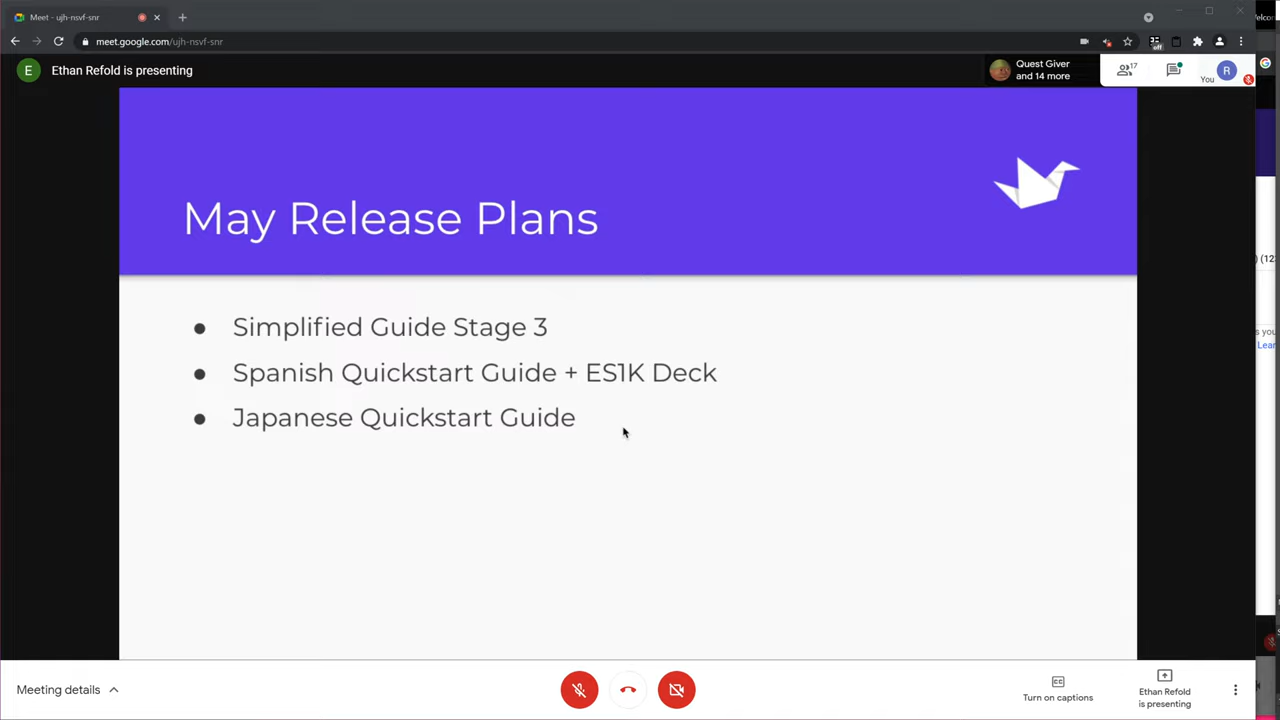 Meet - ujh-nsvf-snr
meet.google.com/ujh-nsvf-snr
off
E
Ethan Refold is presenting
Quest Giver
and 14 more
17
You
R
May Release Plans
● Simplified Guide Stage 3
● Spanish Quickstart Guide + ES1K Deck
● Japanese Quickstart Guide
Meeting details
CC
Turn on captions
Ethan Refold
is presenting